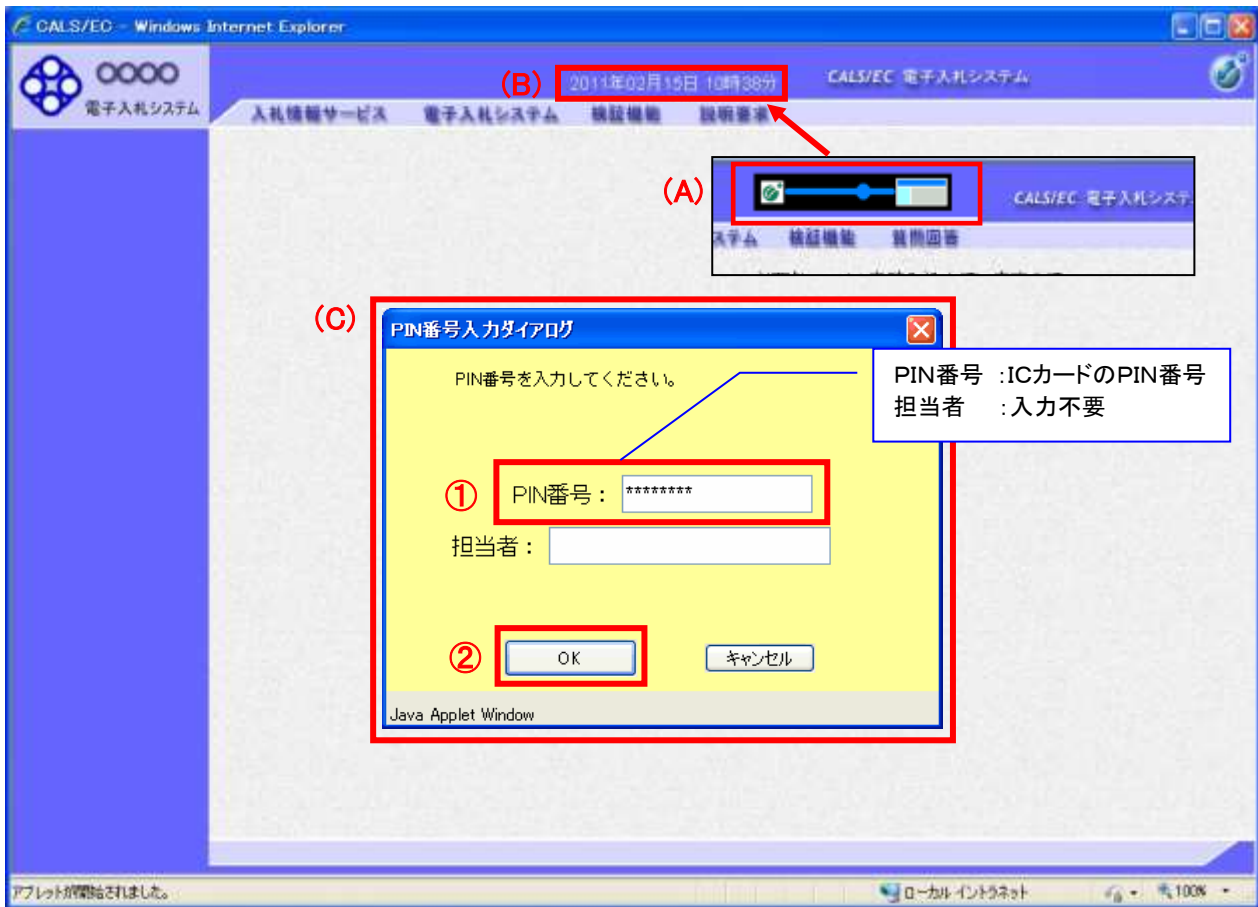 CALS/EC - Windows Internet Explorer
○○○○
電子入札システム
(B)
2011年02月15日 10時38分
CALS/EC 電子入札システム
入札情報サービス 電子入札システム 検証機能 説明要求
(A)
CALS/EC 電子入札システ
ステム 検証機能 質問回答
(C)
PIN番号入力ダイアログ
PIN番号を入力してください。
PIN番号 :ICカードのPIN番号
担当者 :入力不要
① PIN番号: ********
担当者:
② OK キャンセル
Java Applet Window
アプレットが開始されました。 ローカル イントラネット 100%